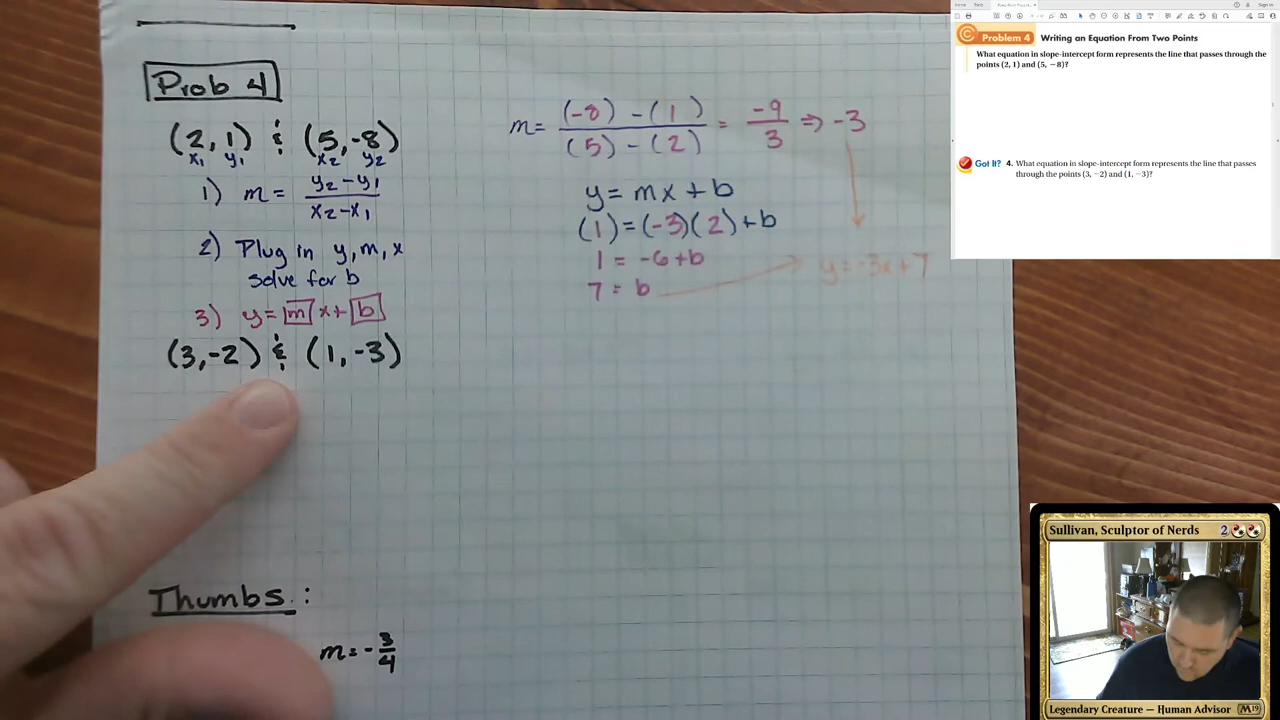 Prob 4
(2,1) & (5,-8)
x₁ y₁ x₂ y₂
1) m = y₂-y₁ / x₂-x₁
2) Plug in y, m, x
solve for b
3) y = m x + b
(3,-2) & (1,-3)
Thumbs:
m = -3/4
m = (-8) - (1) / (5) - (2) = -9/3 ⇒ -3
y = mx + b
(1) = (-3)(2) + b
1 = -6 + b
7 = b
y = -3x + 7
Problem 4 Writing an Equation From Two Points
What equation in slope-intercept form represents the line that passes through the
points (2, 1) and (5, −8)?
Got It? 4. What equation in slope-intercept form represents the line that passes
through the points (3, −2) and (1, −3)?
Sullivan, Sculptor of Nerds 2
Legendary Creature — Human Advisor M19